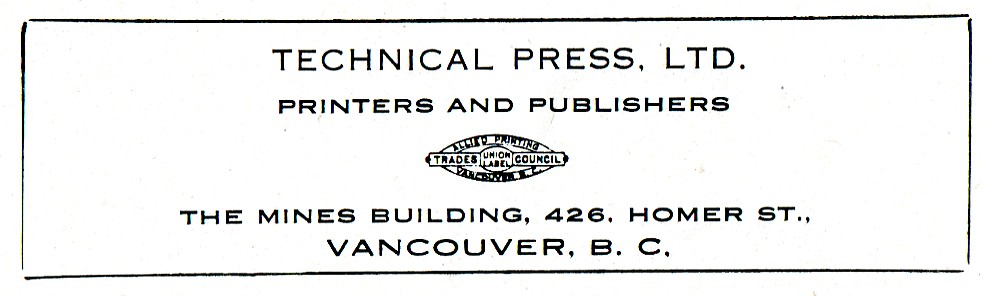 TECHNICAL PRESS, LTD.
PRINTERS AND PUBLISHERS
ALLIED PRINTING
TRADES UNION LABEL COUNCIL
VANCOUVER B. C.
THE MINES BUILDING, 426. HOMER ST.,
VANCOUVER, B. C.